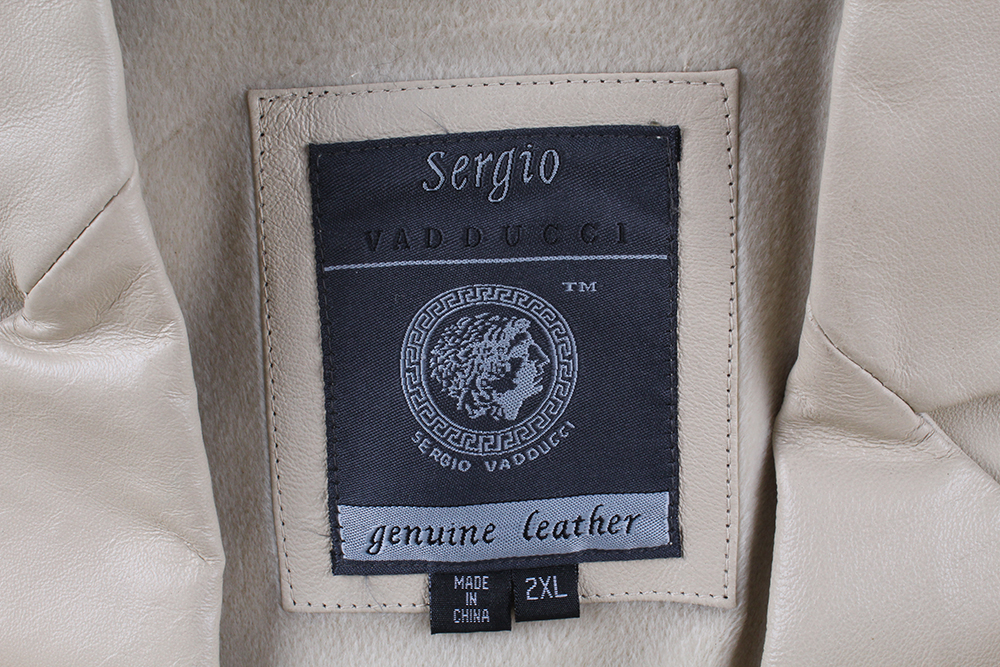 Sergio
VADDUCCI
TM
SERGIO VADDUCCI
genuine leather
MADE
IN
CHINA
2XL